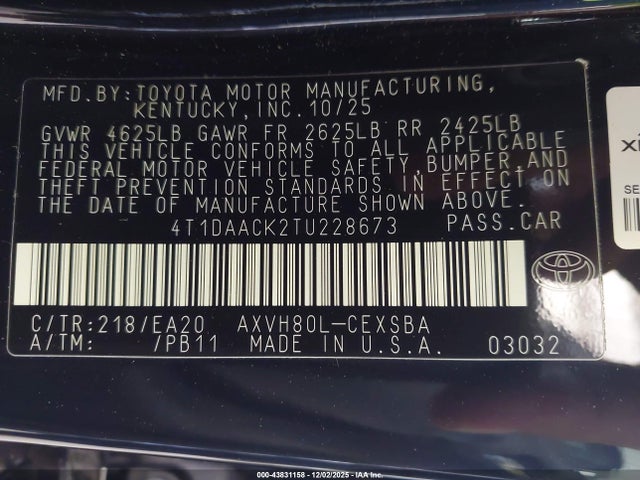 MFD.BY:TOYOTA MOTOR MANUFACTURING,
KENTUCKY,INC.10/25
GVWR 4625LB GAWR FR 2625LB RR 2425LB
THIS VEHICLE CONFORMS TO ALL APPLICABLE
FEDERAL MOTOR VEHICLE SAFETY,BUMPER,AND
THEFT PREVENTION STANDARDS IN EFFECT ON
THE DATE OF MANUFACTURE SHOWN ABOVE.
4T1DAACK2TU228673 PASS.CAR
C/TR:218/EA20 AXVH80L-CEXSBA
A/TM: /PB11 MADE IN U.S.A. 03032
TOYOTA
SE
000-43831158 - 12/02/2025 - IAA Corp.